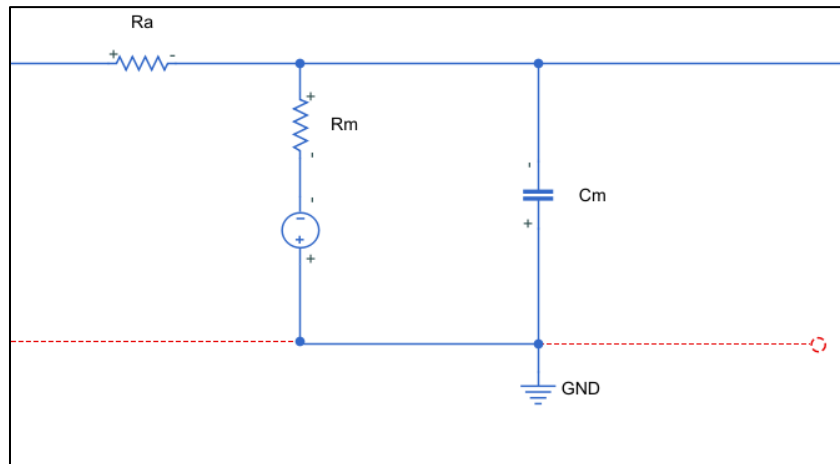 Ra
+ -
+
Rm
-
-
-
Cm
-
+
+
+
GND